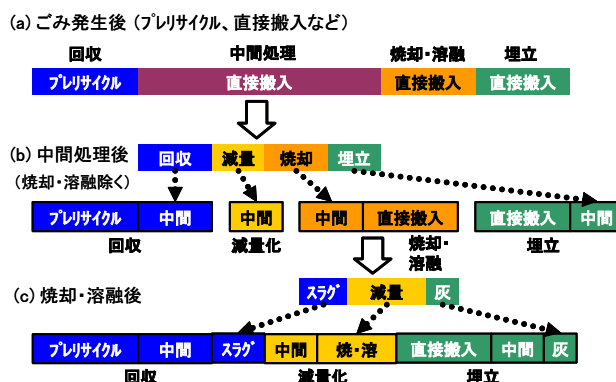 (a) ごみ発生後 (プレリサイクル、直接搬入など)
回収 中間処理 焼却・溶融 埋立
プレリサイクル 直接搬入 直接搬入 直接搬入
(b) 中間処理後 回収 減量 焼却 埋立
(焼却・溶融除く)
プレリサイクル 中間 中間 中間 直接搬入 直接搬入 中間
回収 減量化 焼却・溶融 埋立
(c) 焼却・溶融後 スラグ 減量 灰
プレリサイクル 中間 スラグ 中間 焼・溶 直接搬入 中間 灰
回収 減量化 埋立